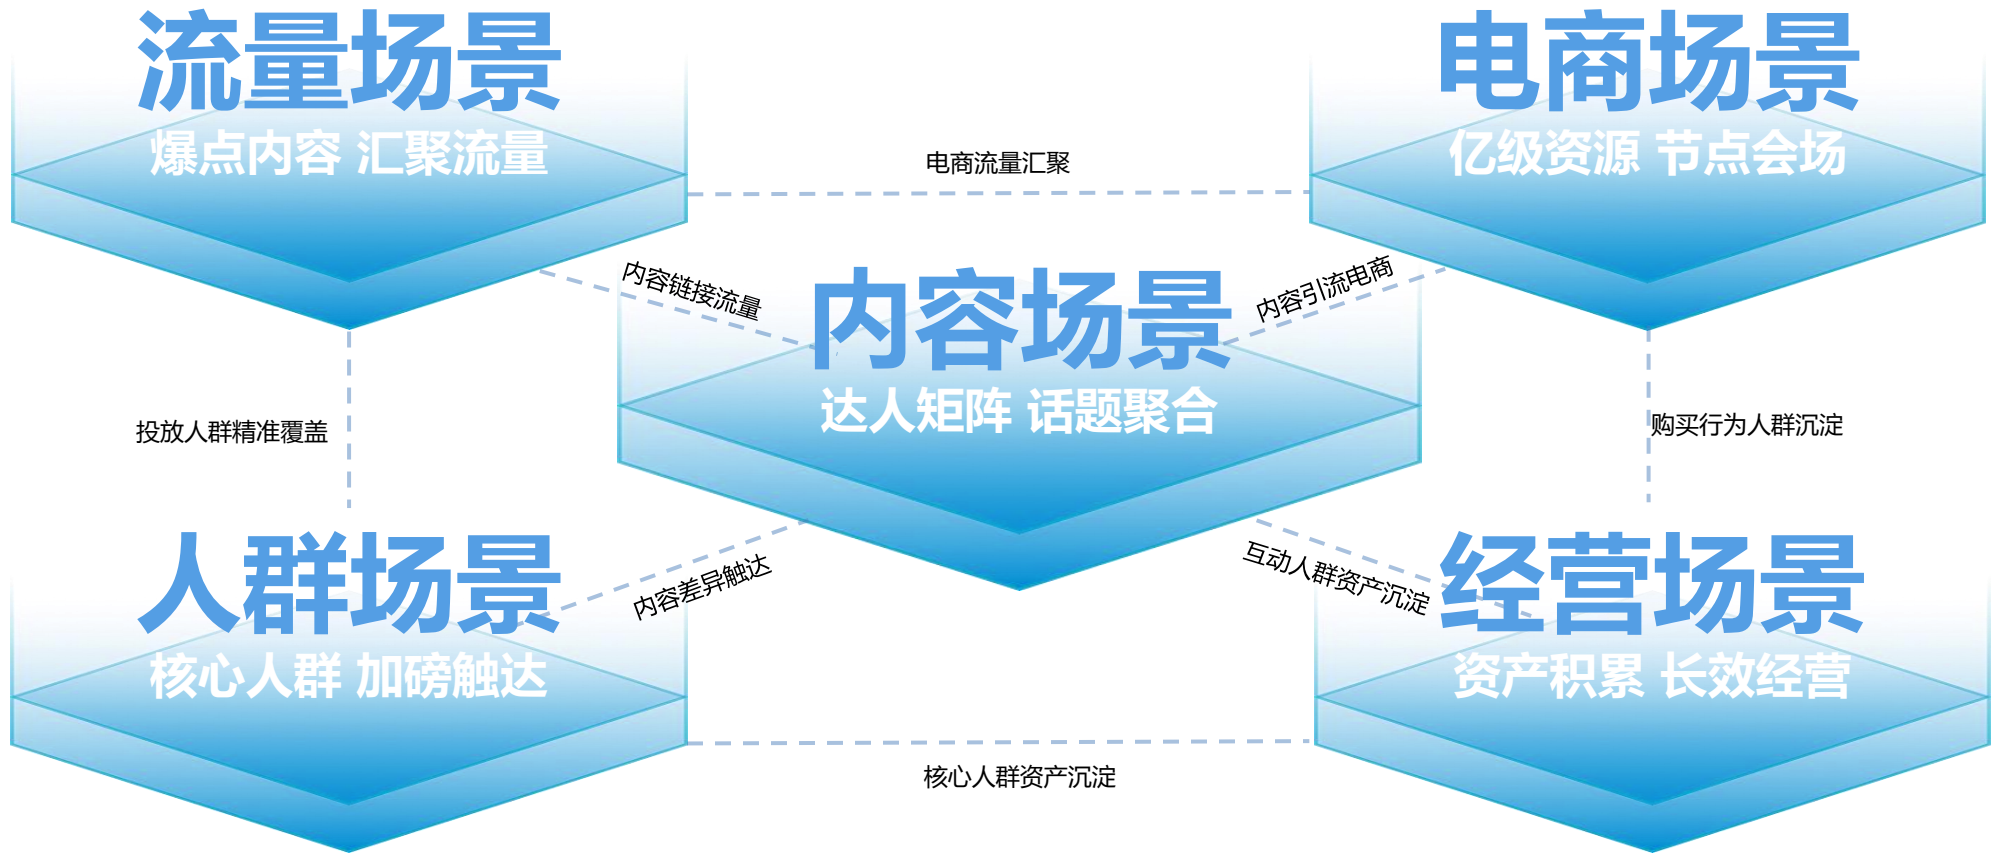 流量场景
爆点内容 汇聚流量
电商场景
亿级资源 节点会场
电商流量汇聚
内容链接流量
内容引流电商
内容场景
达人矩阵 话题聚合
投放人群精准覆盖
购买行为人群沉淀
内容差异触达
互动人群资产沉淀
人群场景
核心人群 加磅触达
经营场景
资产积累 长效经营
核心人群资产沉淀